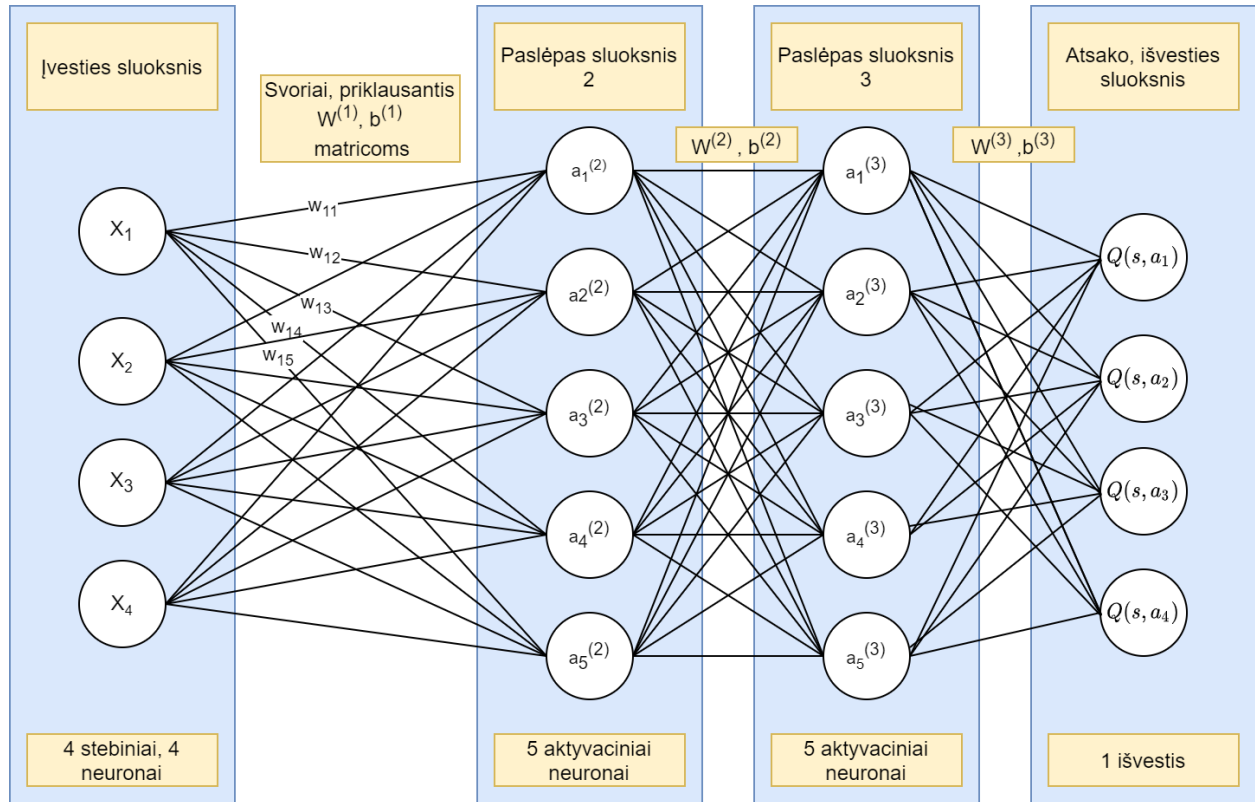 Įvesties sluoksnis
Svoriai, priklausantis
W⁽¹⁾, b⁽¹⁾
matricoms
Paslėpas sluoksnis
2
W⁽²⁾ , b⁽²⁾
Paslėpas sluoksnis
3
W⁽³⁾ ,b⁽³⁾
Atsako, išvesties
sluoksnis
X₁
X₂
X₃
X₄
w₁₁
w₁₂
w₁₃
w₁₄
w₁₅
a₁⁽²⁾
a2⁽²⁾
a₃⁽²⁾
a₄⁽²⁾
a₅⁽²⁾
a₁⁽³⁾
a₂⁽³⁾
a₃⁽³⁾
a₄⁽³⁾
a₅⁽³⁾
Q(s, a₁)
Q(s, a₂)
Q(s, a₃)
Q(s, a₄)
4 stebiniai, 4
neuronai
5 aktyvaciniai
neuronai
5 aktyvaciniai
neuronai
1 išvestis